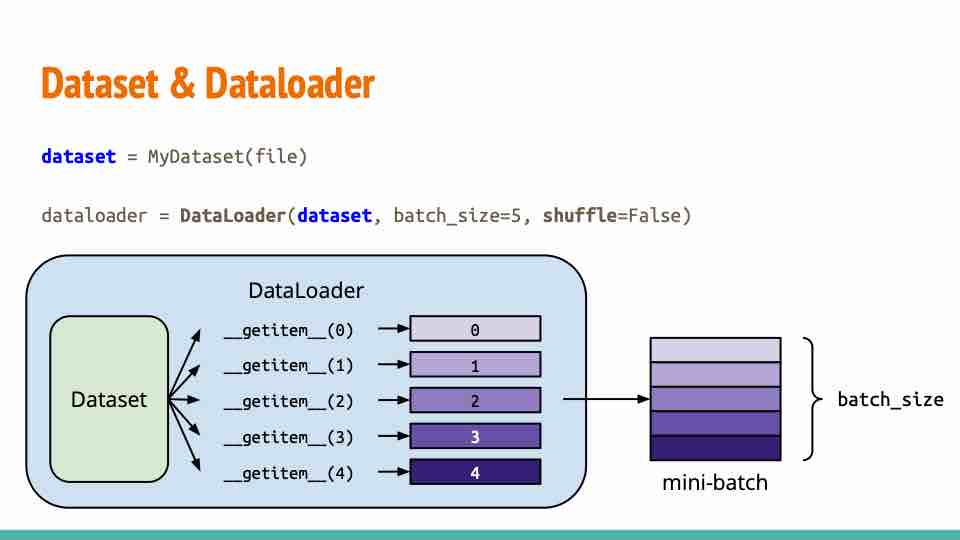 Dataset & Dataloader
dataset = MyDataset(file)
dataloader = DataLoader(dataset, batch_size=5, shuffle=False)
DataLoader
Dataset
__getitem__(0)
0
__getitem__(1)
1
__getitem__(2)
2
__getitem__(3)
3
__getitem__(4)
4
batch_size
mini-batch